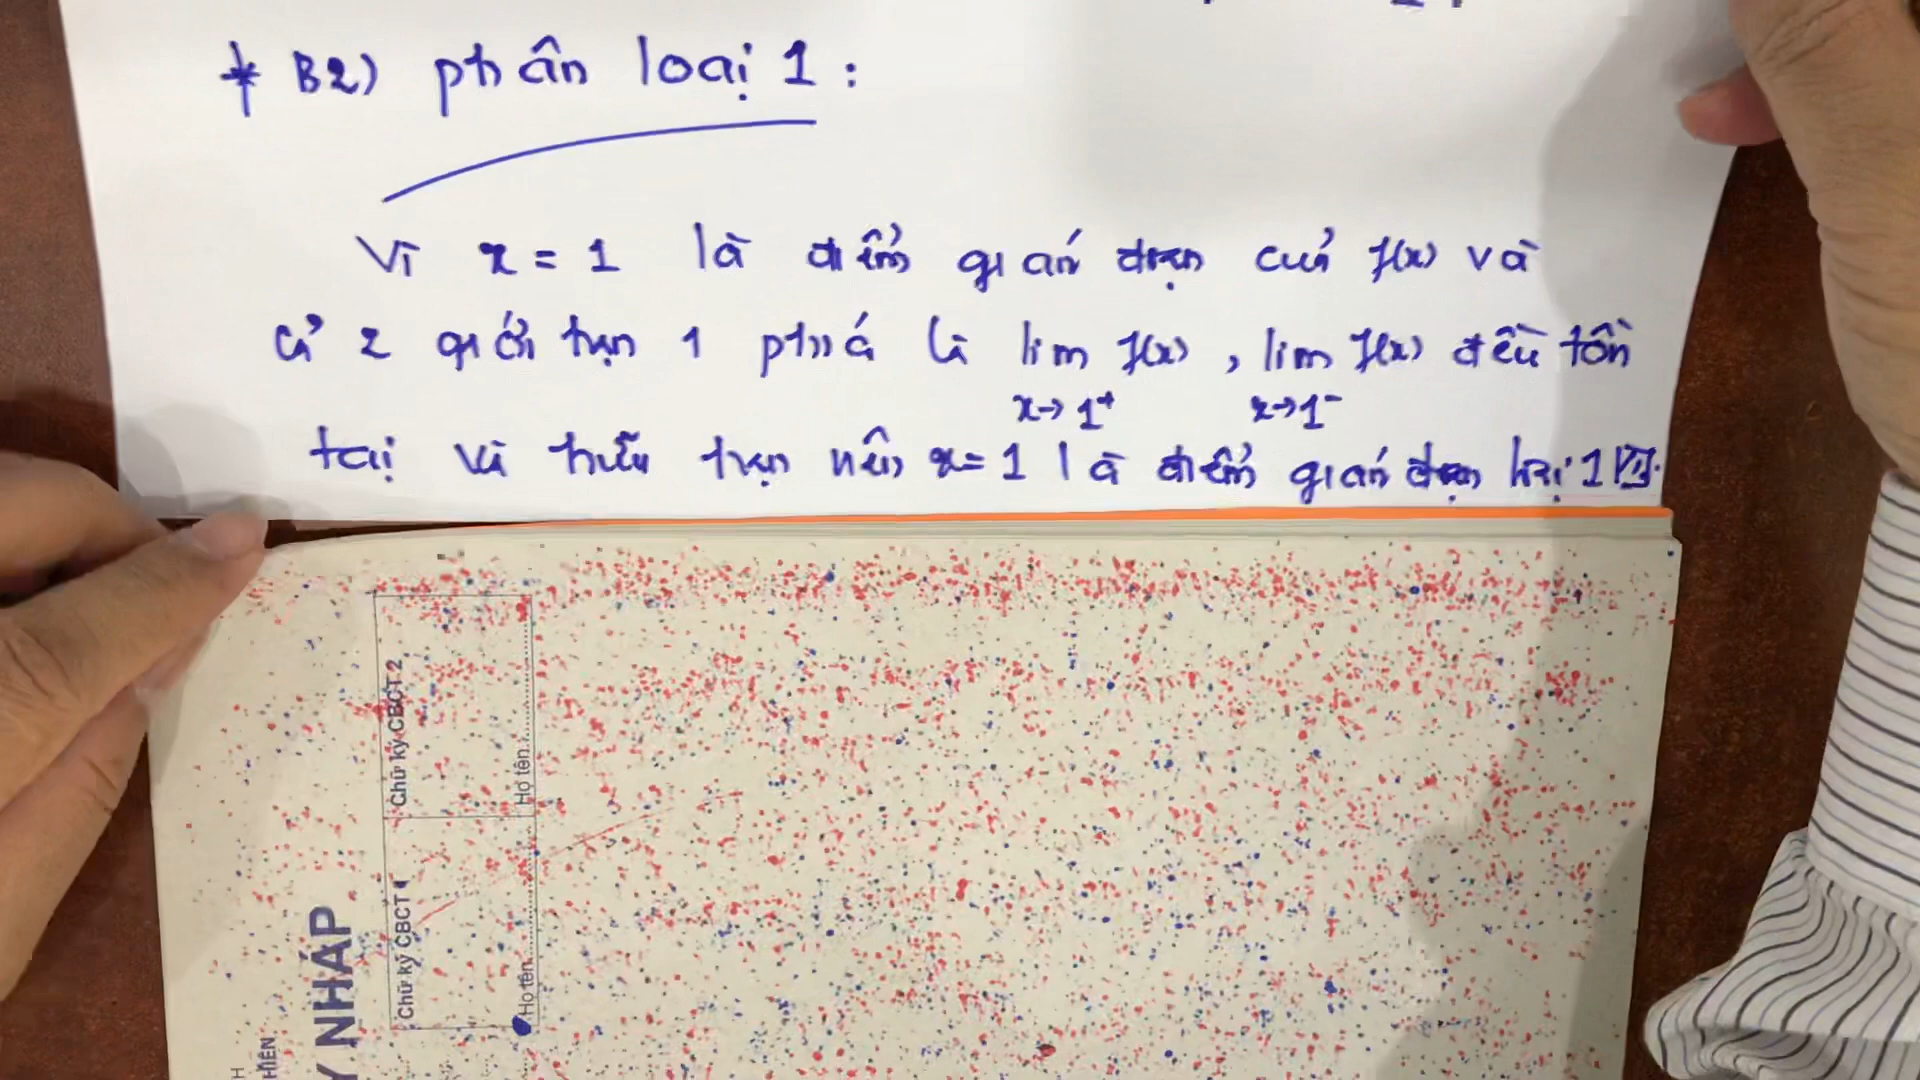 * B2) phân loại 1 :
Vì x = 1 là điểm gián đoạn của f(x) và
cả 2 giới hạn 1 phía là lim f(x) , lim f(x) đều tồn
x→1⁺ x→1⁻
tại và hữu hạn nên x = 1 là điểm gián đoạn loại 1
Chữ ký CBCT 2
Họ tên
Chữ ký CBCT 1
Họ tên
Y NHÁP
HIÊN
H